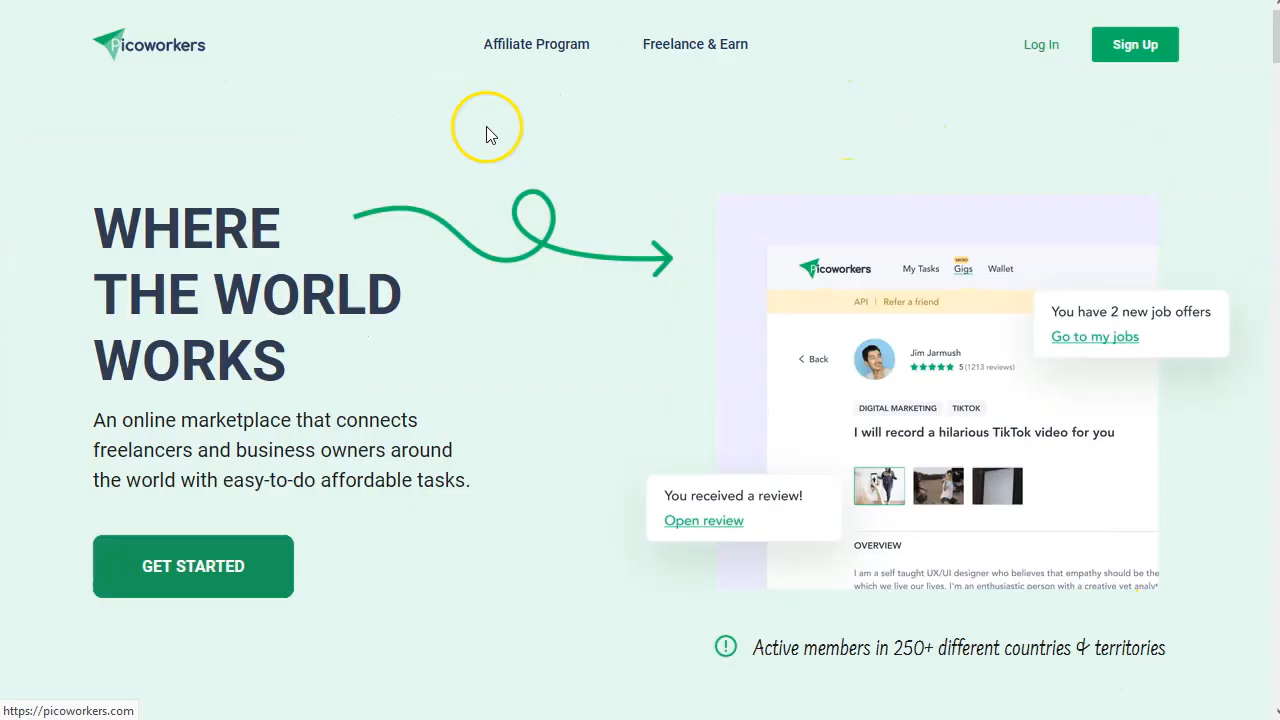 Picoworkers
Affiliate Program
Freelance & Earn
Log In
Sign Up
WHERE
THE WORLD
WORKS
An online marketplace that connects
freelancers and business owners around
the world with easy-to-do affordable tasks.
GET STARTED
Picoworkers
My Tasks
MICRO
Gigs
Wallet
API | Refer a friend
You have 2 new job offers
Go to my jobs
Back
Jim Jarmush
5 (1213 reviews)
DIGITAL MARKETING
TIKTOK
I will record a hilarious TikTok video for you
You received a review!
Open review
OVERVIEW
I am a self taught UX/UI designer who believes that empathy should be the
which we live our lives. I'm an enthusiastic person with a creative yet
Active members in 250+ different countries & territories
https://picoworkers.com